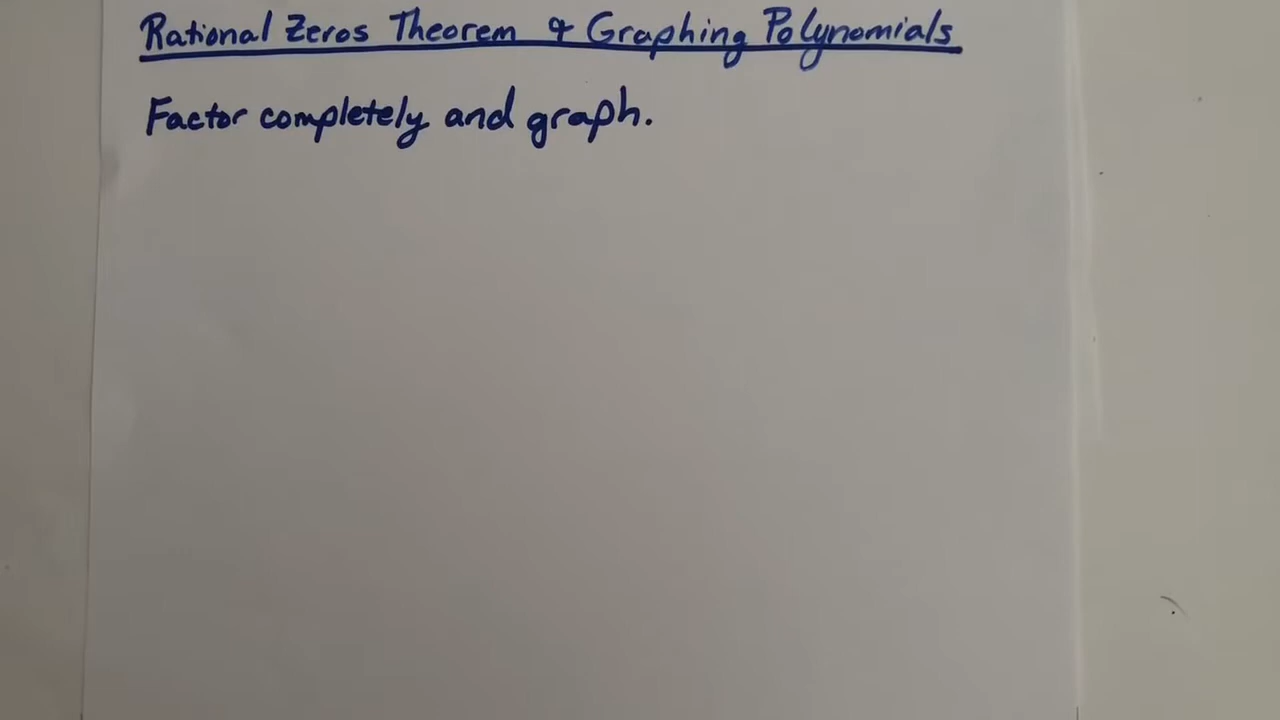 Rational Zeros Theorem & Graphing Polynomials
Factor completely and graph.